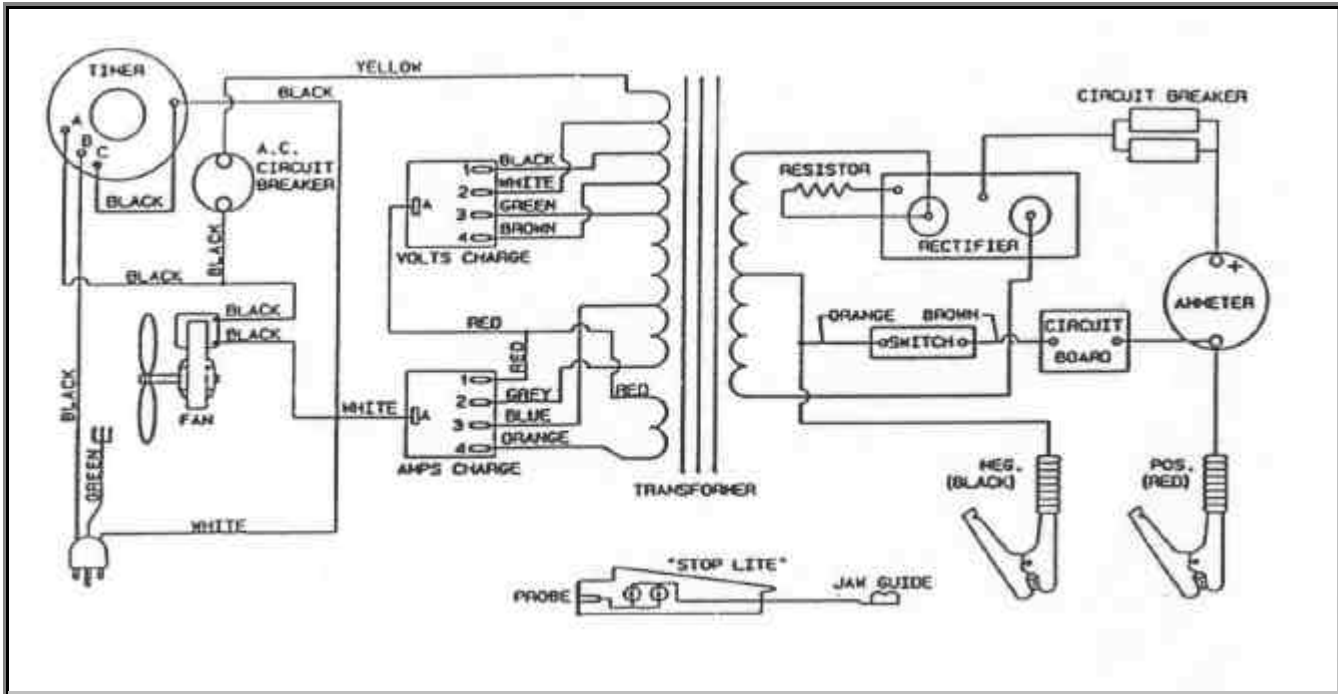 TIMER
A
B
C
BLACK
YELLOW
BLACK
A.C.
CIRCUIT
BREAKER
BLACK
BLACK
BLACK
BLACK
BLACK
FAN
GREEN
WHITE
WHITE
1 BLACK
2 WHITE
3 GREEN
4 BROWN
A
VOLTS CHARGE
RED
RED
RED
1
2 GREY
3 BLUE
4 ORANGE
A
AMPS CHARGE
TRANSFORMER
RESISTOR
RECTIFIER
CIRCUIT BREAKER
+
AMMETER
ORANGE
BROWN
SWITCH
CIRCUIT
BOARD
NEG.
(BLACK)
POS.
(RED)
"STOP LITE"
PROBE
JAW GUIDE